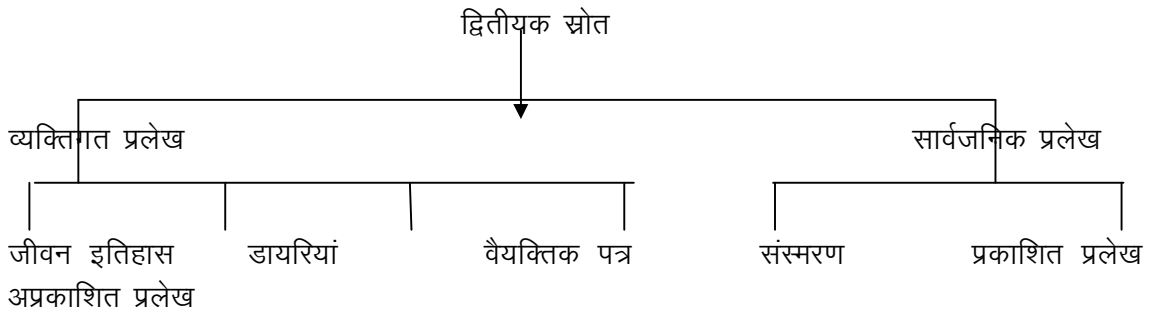 द्वितीयक स्रोत
व्यक्तिगत प्रलेख सार्वजनिक प्रलेख
जीवन इतिहास डायरियां वैयक्तिक पत्र संस्मरण प्रकाशित प्रलेख
अप्रकाशित प्रलेख